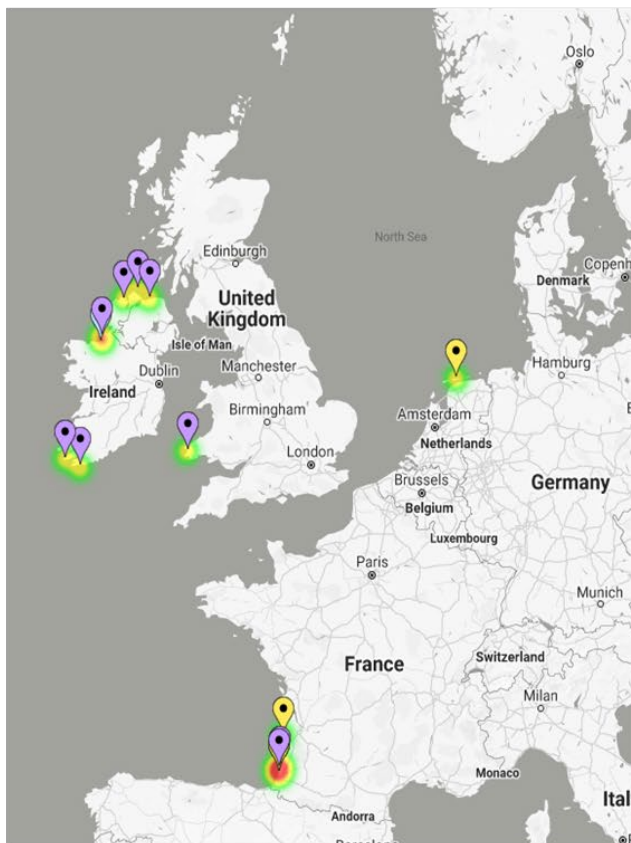 Oslo
North Sea
Edinburgh
Copenh
Denmark
United
Kingdom
Isle of Man
Dublin
Manchester
Hamburg
Ireland
Birmingham
Amsterdam
Netherlands
London
Brussels
Belgium
Germany
Luxembourg
Paris
Munich
France
Switzerland
Milan
Monaco
Ital
Andorra